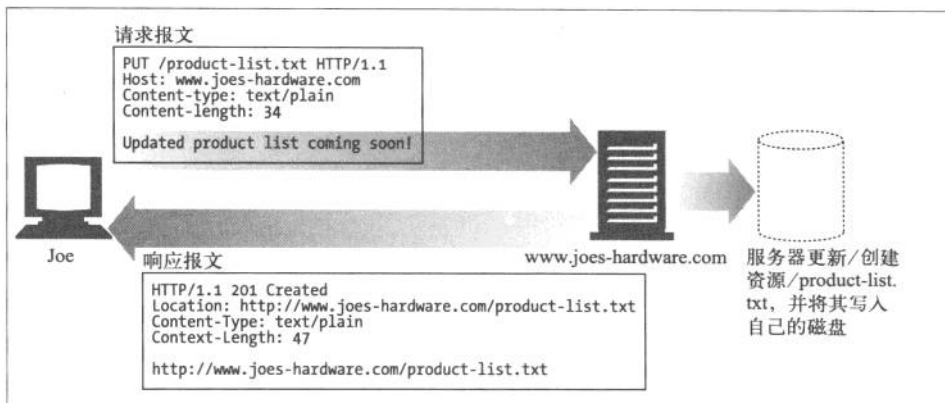 请求报文
PUT /product-list.txt HTTP/1.1
Host: www.joes-hardware.com
Content-type: text/plain
Content-length: 34
Updated product list coming soon!
Joe
www.joes-hardware.com
服务器更新/创建
资源/product-list.
txt，并将其写入
自己的磁盘
响应报文
HTTP/1.1 201 Created
Location: http://www.joes-hardware.com/product-list.txt
Content-Type: text/plain
Context-Length: 47
http://www.joes-hardware.com/product-list.txt